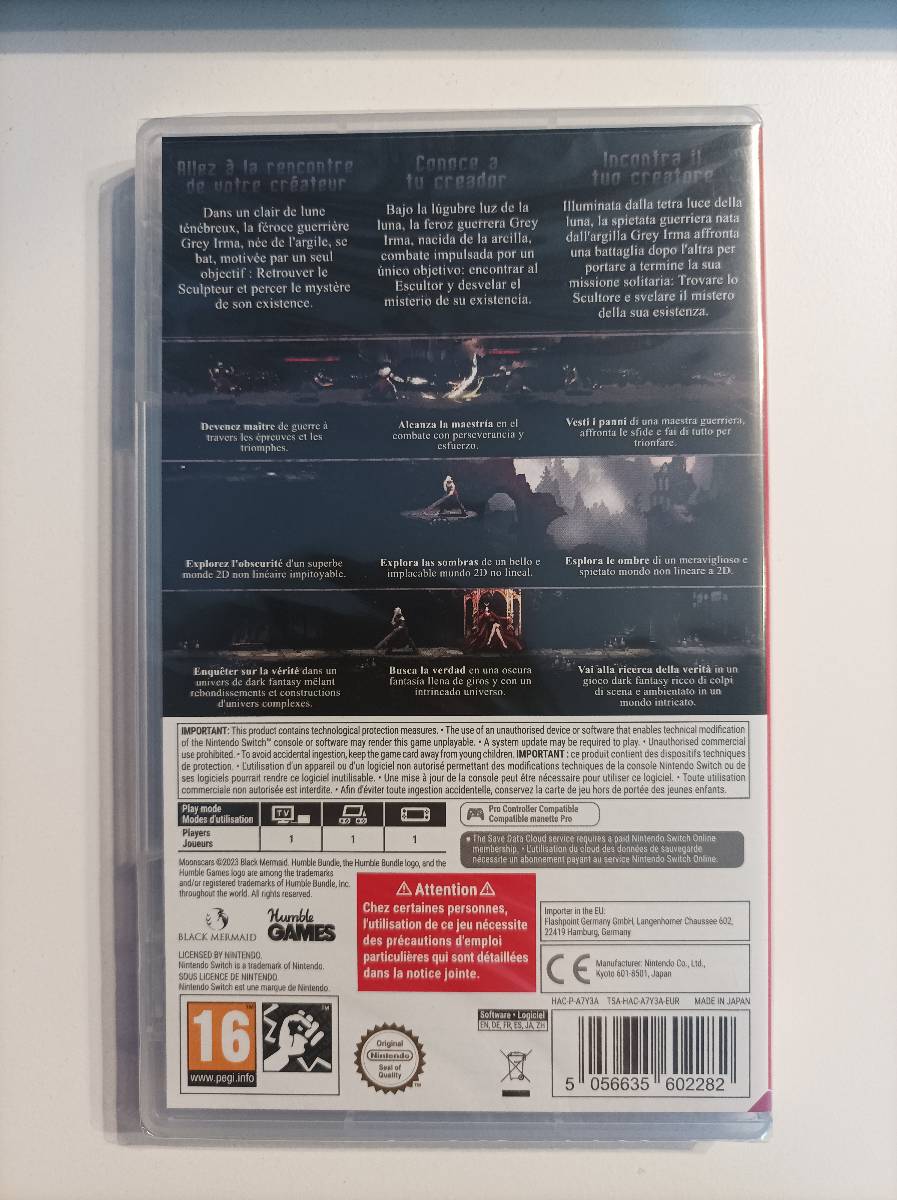 Allez à la rencontre
de votre créateur
Dans un clair de lune
ténébreux, la féroce guerrière
Grey Irma, née de l'argile, se
bat, motivée par un seul
objectif : Retrouver le
Sculpteur et percer le mystère
de son existence.
Conoce a
tu creador
Bajo la lúgubre luz de la
luna, la feroz guerrera Grey
Irma, nacida de la arcilla,
combate impulsada por un
único objetivo: encontrar al
Escultor y desvelar el
misterio de su existencia.
Incontra il
tuo creatore
Illuminata dalla tetra luce della
luna, la spietata guerriera nata
dall'argilla Grey Irma affronta
una battaglia dopo l'altra per
portare a termine la sua
missione solitaria: Trovare lo
Scultore e svelare il mistero
della sua esistenza.
Devenez maître de guerre à
travers les épreuves et les
triomphes.
Alcanza la maestría en el
combate con perseverancia y
esfuerzo.
Vesti i panni di una maestra guerriera,
affronta le sfide e fai di tutto per
trionfare.
Explorez l'obscurité d'un superbe
monde 2D non linéaire impitoyable.
Explora las sombras de un bello e
implacable mundo 2D no lineal.
Esplora le ombre di un meraviglioso e
spietato mondo non lineare a 2D.
Enquêter sur la vérité dans un
univers de dark fantasy mêlant
rebondissements et constructions
d'univers complexes.
Busca la verdad en una oscura
fantasía llena de giros y con un
intrincado universo.
Vai alla ricerca della verità in un
gioco dark fantasy ricco di colpi
di scena e ambientato in un
mondo intricato.
IMPORTANT: This product contains technological protection measures. • The use of an unauthorised device or software that enables technical modification
of the Nintendo Switch™ console or software may render this game unplayable. • A system update may be required to play. • Unauthorised commercial
use prohibited. • To avoid accidental ingestion, keep the game card away from young children. IMPORTANT : ce produit contient des dispositifs techniques
de protection. • L'utilisation d'un appareil ou d'un logiciel non autorisé permettant des modifications techniques de la console Nintendo Switch ou de
ses logiciels pourrait rendre ce logiciel inutilisable. • Une mise à jour de la console peut être nécessaire pour utiliser ce logiciel. • Toute utilisation
commerciale non autorisée est interdite. • Afin d'éviter toute ingestion accidentelle, conservez la carte de jeu hors de portée des jeunes enfants.
Play mode
Modes d'utilisation
TV
Players
Joueurs
1
1
1
Pro Controller Compatible
Compatible manette Pro
• The Save Data Cloud service requires a paid Nintendo Switch Online
membership. • L'utilisation du cloud des données de sauvegarde
nécessite un abonnement payant au service Nintendo Switch Online.
Moonscars ©2023 Black Mermaid. Humble Bundle, the Humble Bundle logo, and the
Humble Games logo are among the trademarks
and/or registered trademarks of Humble Bundle, Inc.
throughout the world. All rights reserved.
BLACK MERMAID
Humble
GAMES
LICENSED BY NINTENDO.
Nintendo Switch is a trademark of Nintendo.
SOUS LICENCE DE NINTENDO.
Nintendo Switch est une marque de Nintendo.
⚠ Attention ⚠
Chez certaines personnes,
l'utilisation de ce jeu nécessite
des précautions d'emploi
particulières qui sont détaillées
dans la notice jointe.
Importer in the EU:
Flashpoint Germany GmbH, Langenhorner Chaussee 602,
22419 Hamburg, Germany
CE
Manufacturer: Nintendo Co., Ltd.,
Kyoto 601-8501, Japan
HAC-P-A7Y3A TSA-HAC-A7Y3A-EUR MADE IN JAPAN
16
www.pegi.info
Original
Nintendo
Seal of
Quality
™
Software • Logiciel
EN, DE, FR, ES, JA, ZH
5 056635 602282